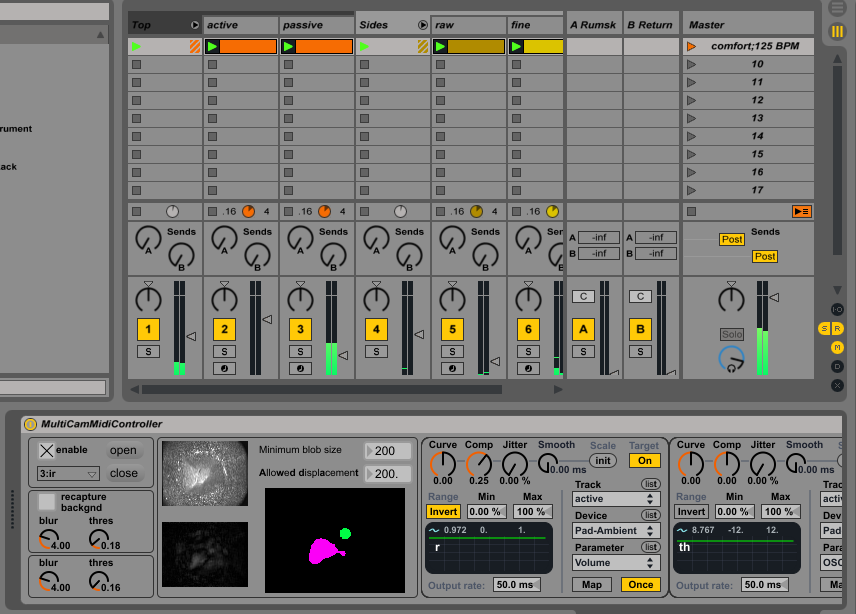 Top active passive Sides raw fine A Rumsk B Return Master
comfort;125 BPM
10
11
12
rument
13
14
15
ack
16
17
.16 4 .16 4 .16 4 .16
Sends Sends Sends Sends Sends Ser Sends
A A A A A A A -inf A -inf Post
B B B B B B -inf B -inf Post
C C
1 2 3 4 5 6 A B Solo
S S S S S S S S
S R
M
D
X
MultiCamMidiController
enable open
3:ir close
recapture
backgnd
blur thres
4.00 0.18
blur thres
4.00 0.16
Minimum blob size 200
Allowed displacement 200.
Curve Comp Jitter Smooth Scale Target
0.00 0.25 0.00 % 0.00 ms init On
Range Min Max
Invert 0.00 % 100 %
0.972 0. 1.
r
Output rate: 50.0 ms
Track list
active
Device
Pad-Ambient
Parameter list
Volume
Map Once
Curve Comp Jitter Smooth S
0.00 0.00 0.00 % 0.00 ms
Range Min Max
Invert 0.00 % 100 %
8.767 -12. 12.
th
Output rate: 50.0 ms
Trac
activ
Devi
Pad
Para
OSC
Ma